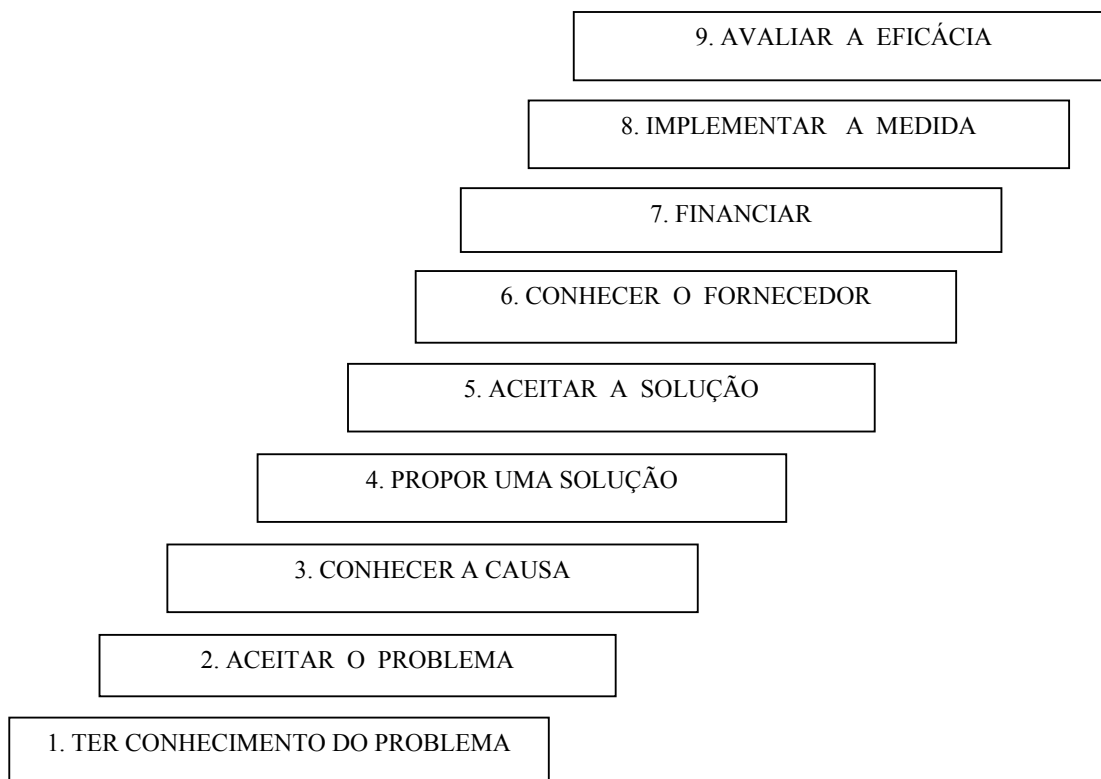 9. AVALIAR A EFICÁCIA
8. IMPLEMENTAR A MEDIDA
7. FINANCIAR
6. CONHECER O FORNECEDOR
5. ACEITAR A SOLUÇÃO
4. PROPOR UMA SOLUÇÃO
3. CONHECER A CAUSA
2. ACEITAR O PROBLEMA
1. TER CONHECIMENTO DO PROBLEMA